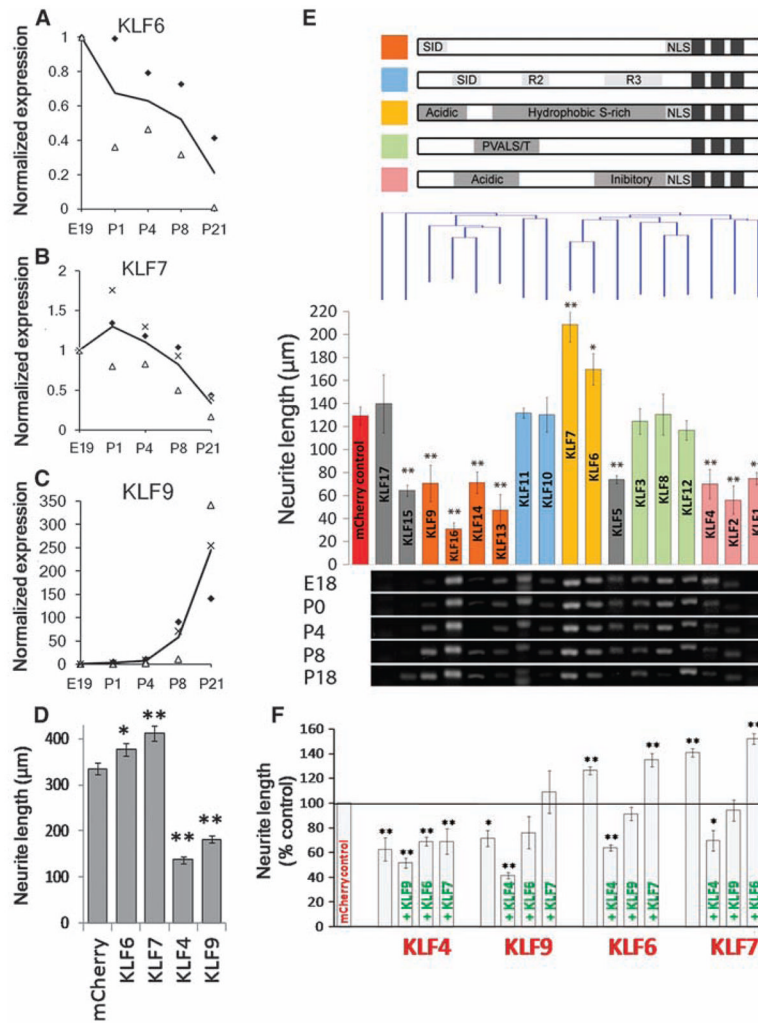 A
KLF6
Normalized expression
1
0.8
0.6
0.4
0.2
0
E19 P1 P4 P8 P21
B
KLF7
Normalized expression
2
1.5
1
0.5
0
E19 P1 P4 P8 P21
C
KLF9
Normalized expression
350
300
250
200
150
100
50
0
E19 P1 P4 P8 P21
D
Neurite length (µm)
400
300
200
100
0
* ** ** **
mCherry KLF6 KLF7 KLF4 KLF9
E
SID NLS
SID R2 R3
Acidic Hydrophobic S-rich NLS
PVALS/T
Acidic Inibitory NLS
Neurite length (µm)
220
200
180
160
140
120
100
80
60
40
20
0
** ** ** ** ** ** * ** ** ** *
mCherry control KLF17 KLF15 KLF9 KLF16 KLF14 KLF13 KLF11 KLF10 KLF7 KLF6 KLF5 KLF3 KLF8 KLF12 KLF4 KLF2 KLF1
E18
P0
P4
P8
P18
F
Neurite length
(% control)
160
140
120
100
80
60
40
0
** ** ** ** * ** ** ** ** ** * **
mCherry control + KLF9 + KLF6 + KLF7 + KLF4 + KLF6 + KLF7 + KLF4 + KLF9 + KLF7 + KLF4 + KLF9 + KLF6
KLF4 KLF9 KLF6 KLF7